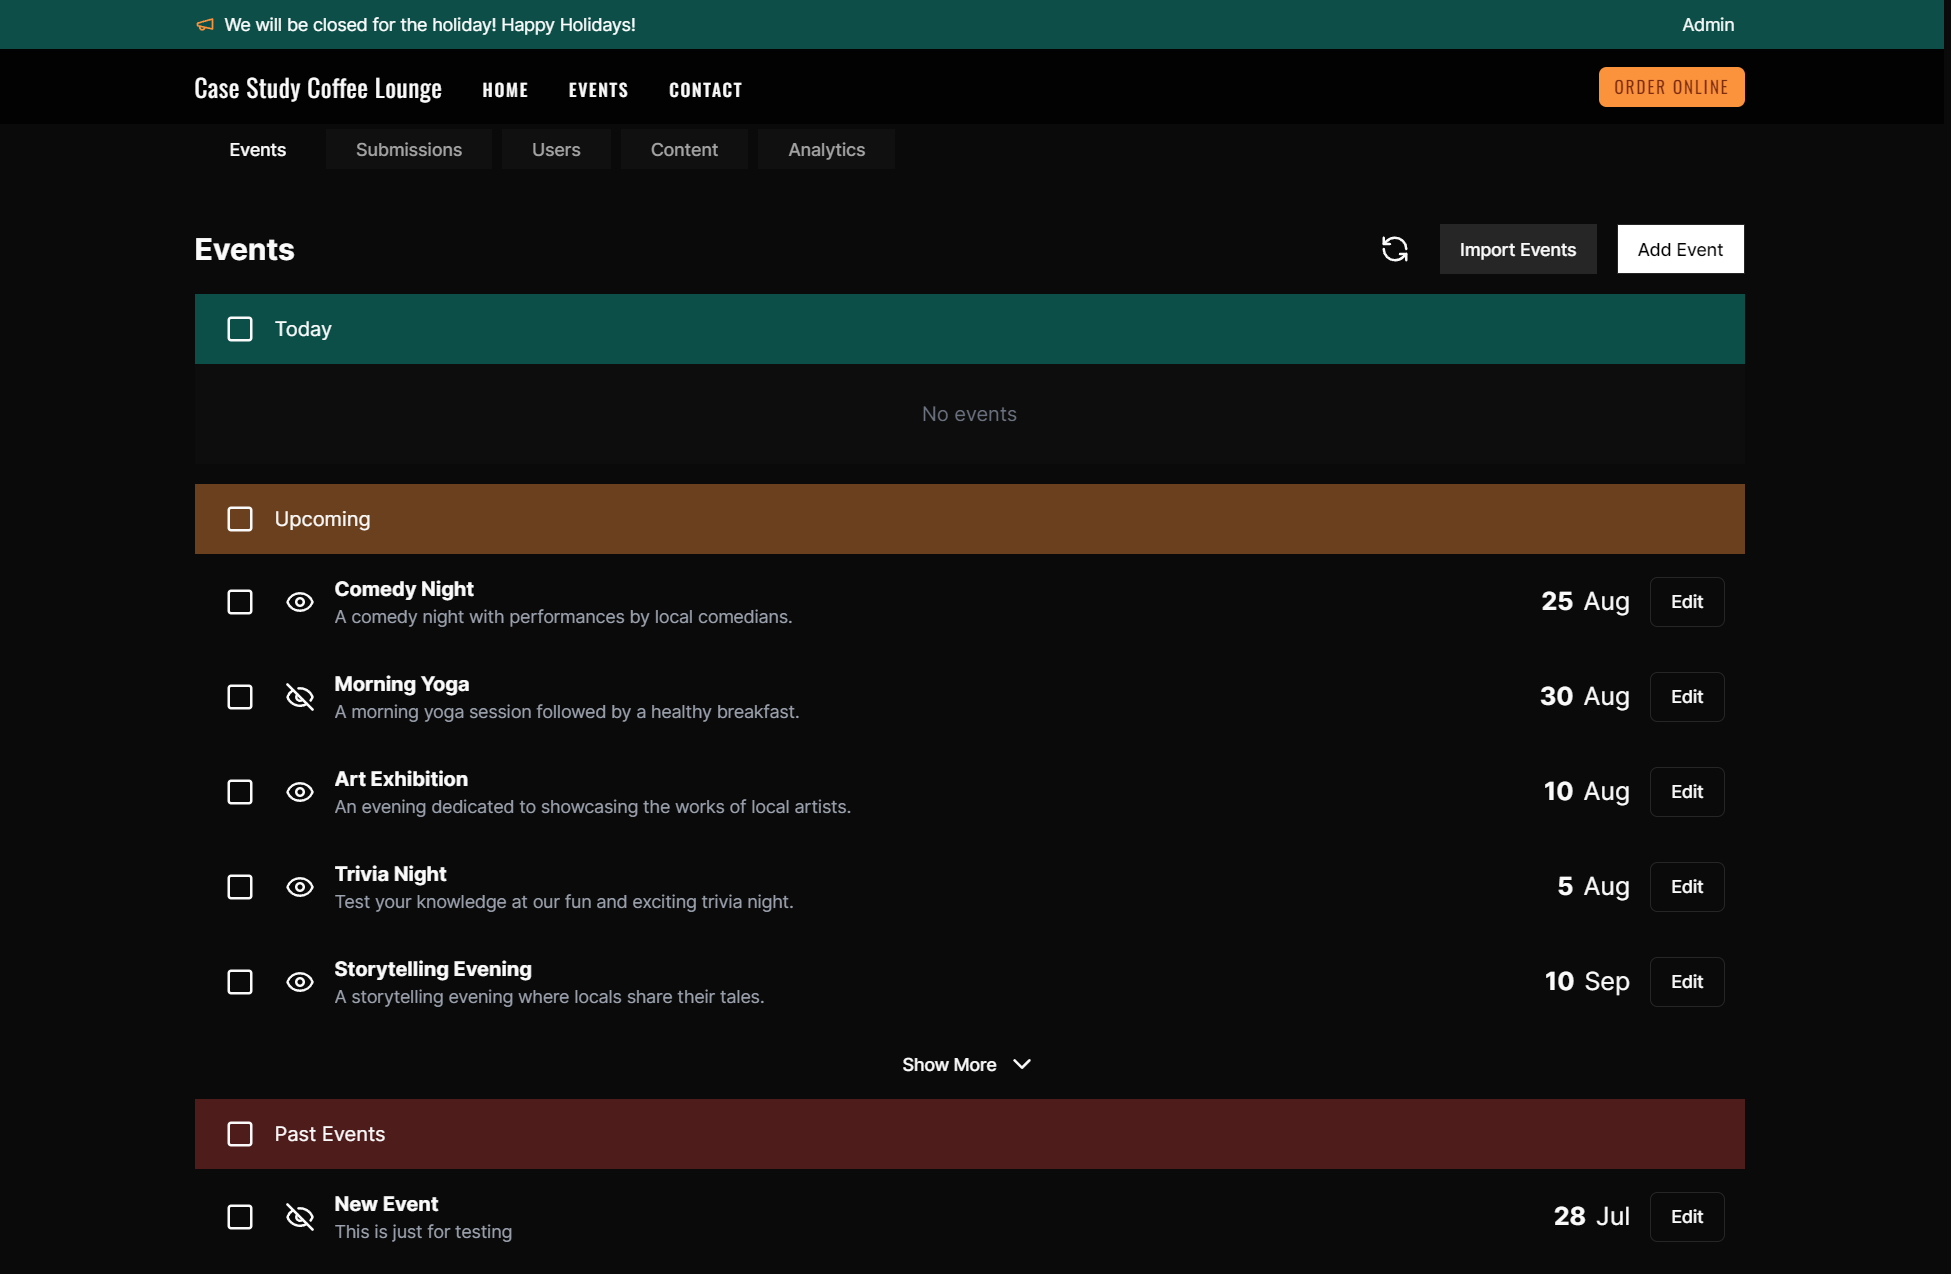 We will be closed for the holiday! Happy Holidays!
Admin
Case Study Coffee Lounge
HOME
EVENTS
CONTACT
ORDER ONLINE
Events
Submissions
Users
Content
Analytics
Events
Import Events
Add Event
Today
No events
Upcoming
Comedy Night
A comedy night with performances by local comedians.
25 Aug
Edit
Morning Yoga
A morning yoga session followed by a healthy breakfast.
30 Aug
Edit
Art Exhibition
An evening dedicated to showcasing the works of local artists.
10 Aug
Edit
Trivia Night
Test your knowledge at our fun and exciting trivia night.
5 Aug
Edit
Storytelling Evening
A storytelling evening where locals share their tales.
10 Sep
Edit
Show More
Past Events
New Event
This is just for testing
28 Jul
Edit